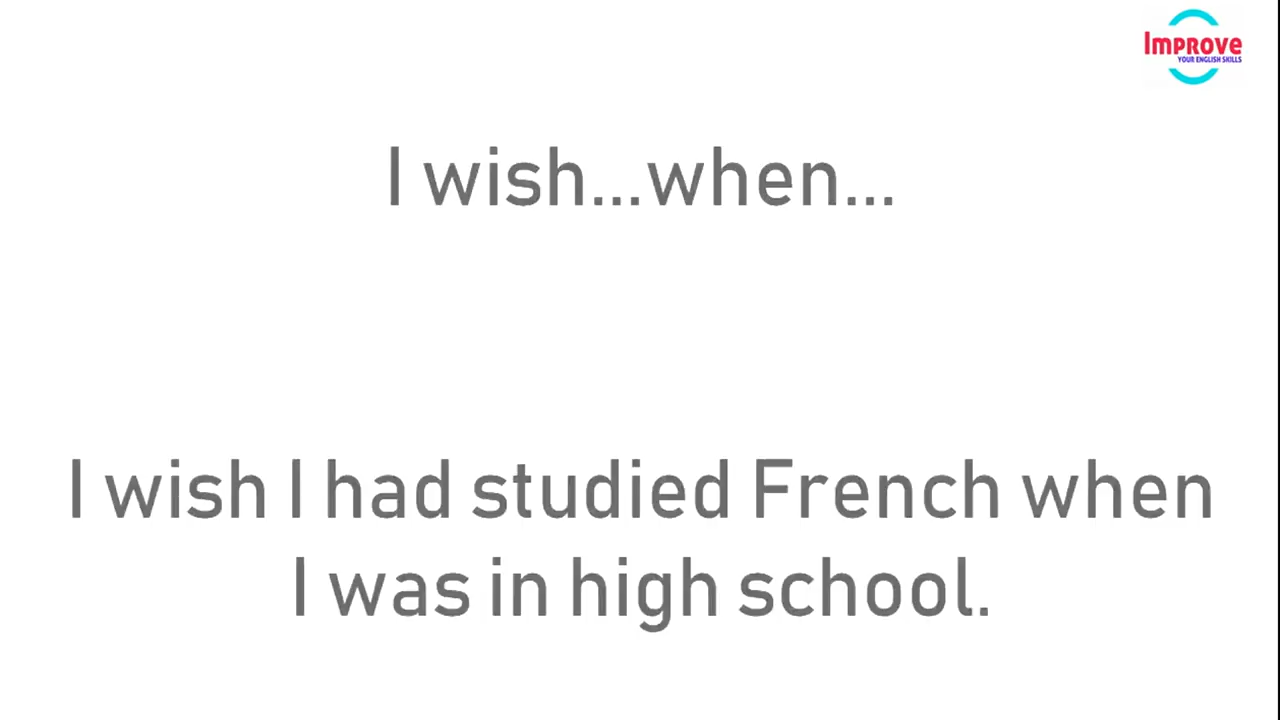 Improve
YOUR ENGLISH SKILLS
I wish...when...
I wish I had studied French when
I was in high school.